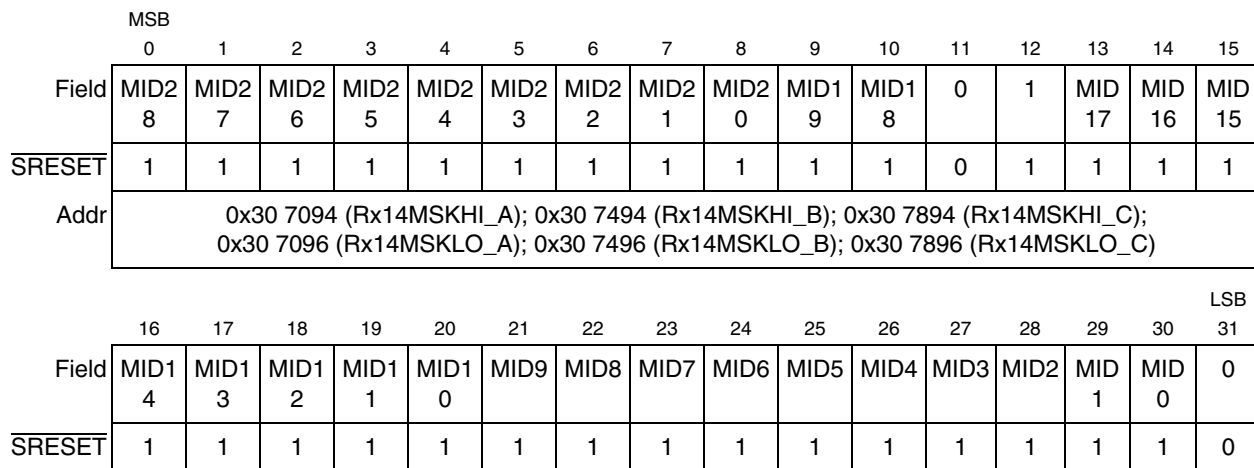 MSB
0 1 2 3 4 5 6 7 8 9 10 11 12 13 14 15
Field MID2 MID2 MID2 MID2 MID2 MID2 MID2 MID2 MID2 MID1 MID1 0 1 MID MID MID
8 7 6 5 4 3 2 1 0 9 8 17 16 15
SRESET 1 1 1 1 1 1 1 1 1 1 1 0 1 1 1 1
Addr 0x30 7094 (Rx14MSKHI_A); 0x30 7494 (Rx14MSKHI_B); 0x30 7894 (Rx14MSKHI_C);
0x30 7096 (Rx14MSKLO_A); 0x30 7496 (Rx14MSKLO_B); 0x30 7896 (Rx14MSKLO_C)
LSB
16 17 18 19 20 21 22 23 24 25 26 27 28 29 30 31
Field MID1 MID1 MID1 MID1 MID1 MID9 MID8 MID7 MID6 MID5 MID4 MID3 MID2 MID MID 0
4 3 2 1 0 1 0
SRESET 1 1 1 1 1 1 1 1 1 1 1 1 1 1 1 0